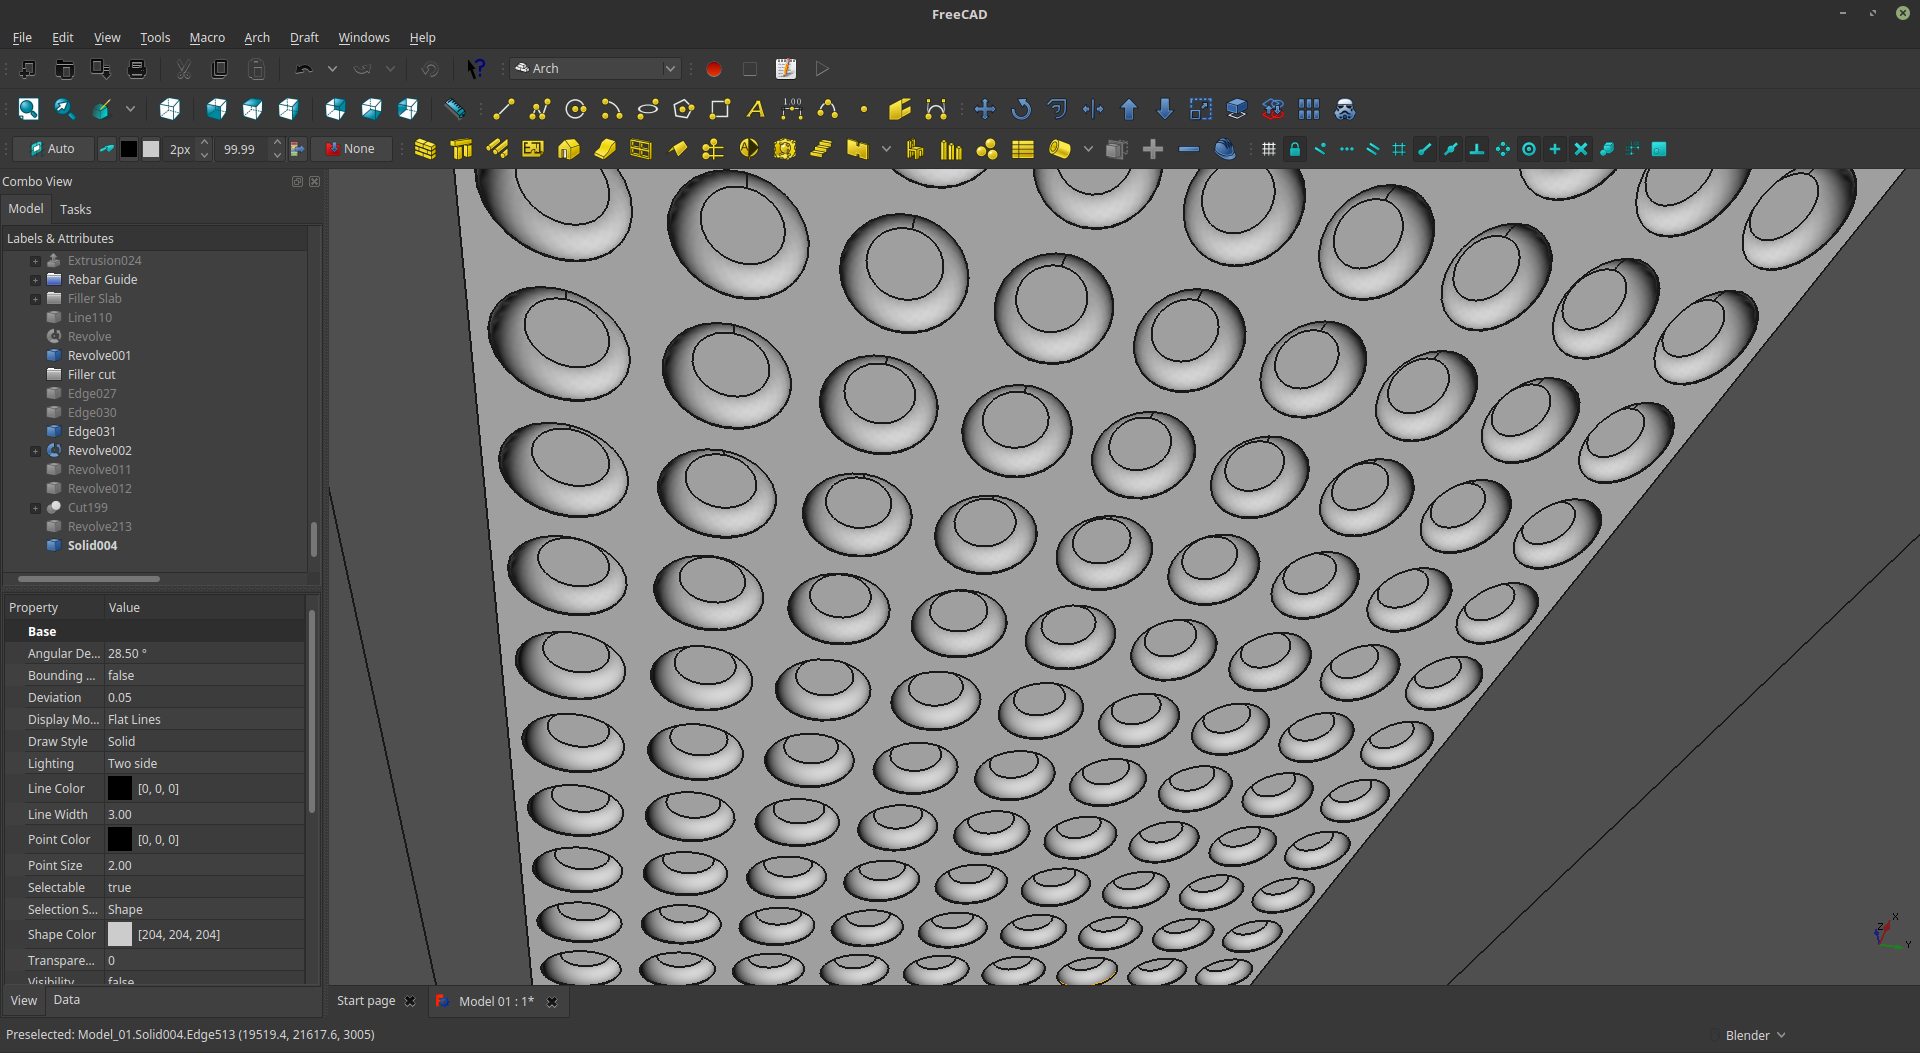 FreeCAD
File Edit View Tools Macro Arch Draft Windows Help
Arch
A 1.00
Auto 2px 99.99 None
Combo View
Model Tasks
Labels & Attributes
Extrusion024
Rebar Guide
Filler Slab
Line110
Revolve
Revolve001
Filler cut
Edge027
Edge030
Edge031
Revolve002
Revolve011
Revolve012
Cut199
Revolve213
Solid004
Property Value
Base
Angular De... 28.50 °
Bounding ... false
Deviation 0.05
Display Mo... Flat Lines
Draw Style Solid
Lighting Two side
Line Color [0, 0, 0]
Line Width 3.00
Point Color [0, 0, 0]
Point Size 2.00
Selectable true
Selection S... Shape
Shape Color [204, 204, 204]
Transpare... 0
Visibility false
View Data
Start page Model 01 : 1*
X
Z
Y
Preselected: Model_01.Solid004.Edge513 (19519.4, 21617.6, 3005)
Blender